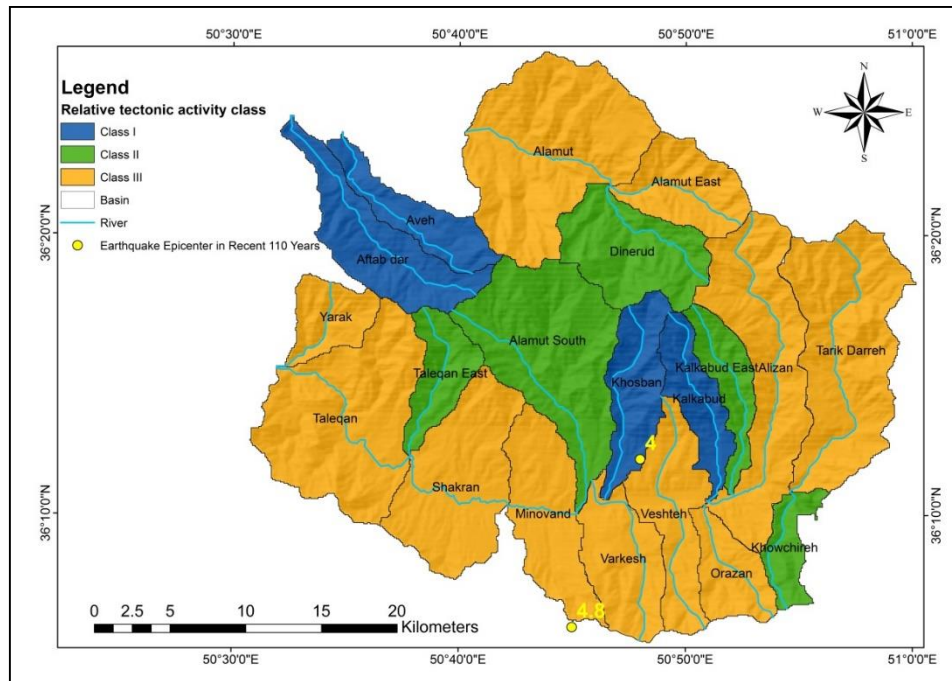 50°30'0"E
50°40'0"E
50°50'0"E
51°0'0"E
Legend
Relative tectonic activity class
Class I
Class II
Class III
Basin
River
Earthquake Epicenter in Recent 110 Years
N
W
E
S
36°20'0"N
36°20'0"N
36°10'0"N
36°10'0"N
Alamut
Alamut East
Aveh
Aftab dar
Dinerud
Yarak
Alamut South
Taleqan East
Khosban
Kalkabud East
Alizan
Tarik Darreh
Kalkabud
Taleqan
4
Shakran
Minovand
Veshteh
Varkesh
Khowchireh
Orazan
4.8
0 2.5 5 10 15 20
Kilometers
50°30'0"E
50°40'0"E
50°50'0"E
51°0'0"E